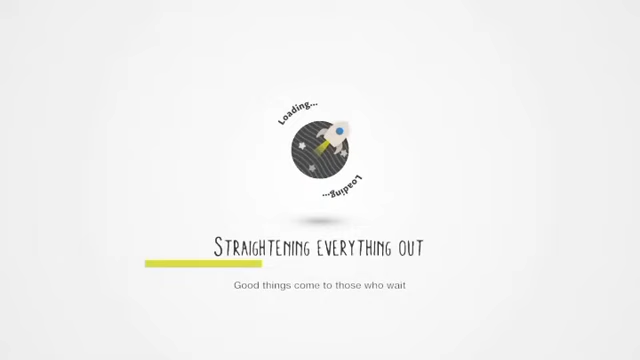 Loading...
Loading...
STRAIGHTENING EVERYTHING OUT
Good things come to those who wait